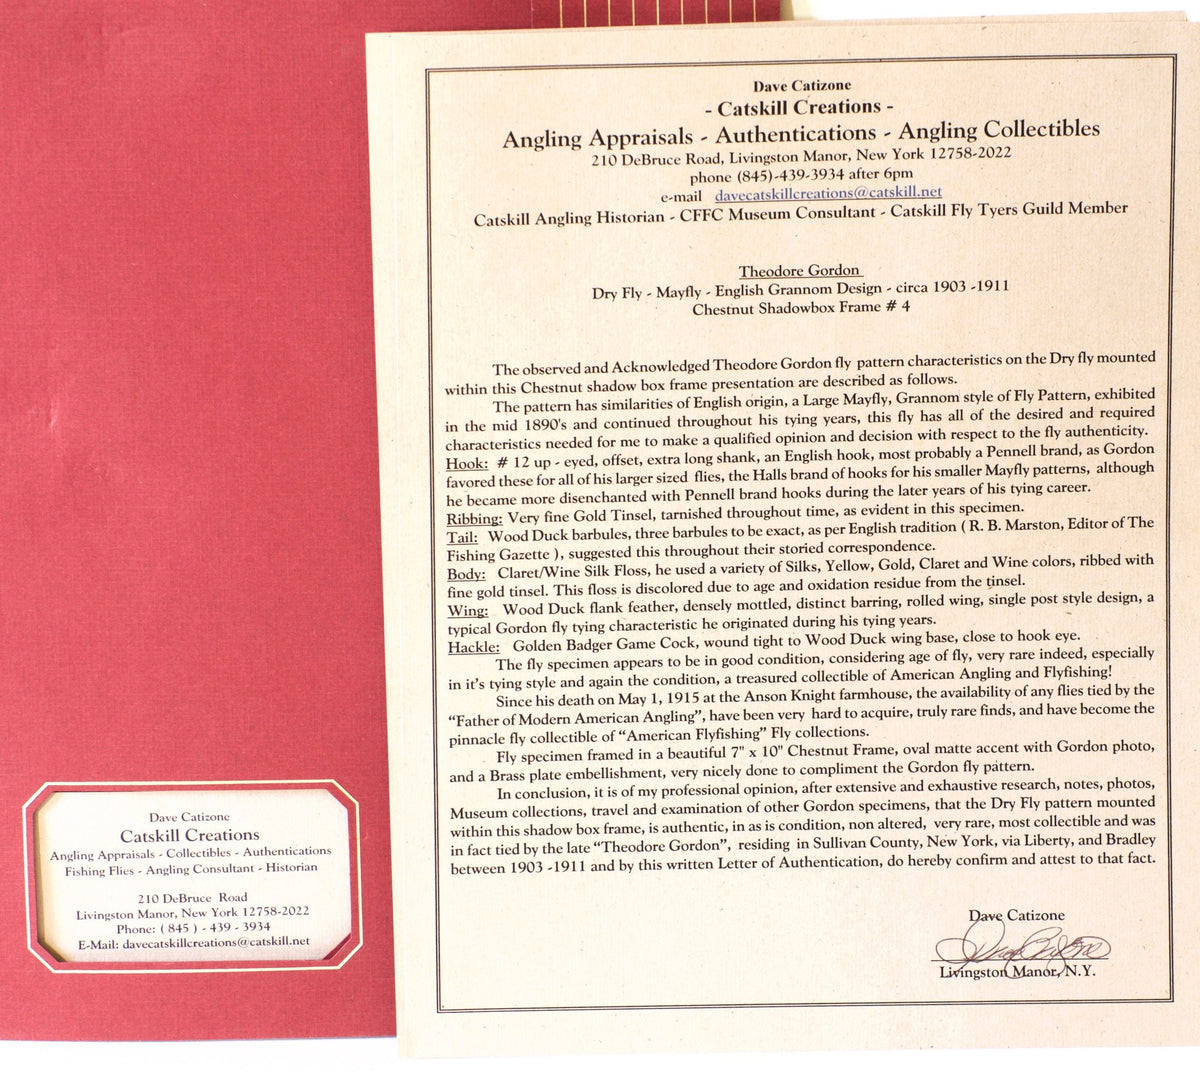 Dave Catizone
- Catskill Creations -
Angling Appraisals - Authentications - Angling Collectibles
210 DeBruce Road, Livingston Manor, New York 12758-2022
phone (845)-439-3934 after 6pm
e-mail davecatskillcreations@catskill.net
Catskill Angling Historian - CFFC Museum Consultant - Catskill Fly Tyers Guild Member
Theodore Gordon
Dry Fly - Mayfly - English Grannom Design - circa 1903 -1911
Chestnut Shadowbox Frame # 4
The observed and Acknowledged Theodore Gordon fly pattern characteristics on the Dry fly mounted
within this Chestnut shadow box frame presentation are described as follows.
The pattern has similarities of English origin, a Large Mayfly, Grannom style of Fly Pattern, exhibited
in the mid 1890's and continued throughout his tying years, this fly has all of the desired and required
characteristics needed for me to make a qualified opinion and decision with respect to the fly authenticity.
Hook: # 12 up - eyed, offset, extra long shank, an English hook, most probably a Pennell brand, as Gordon
favored these for all of his larger sized flies, the Halls brand of hooks for his smaller Mayfly patterns, although
he became more disenchanted with Pennell brand hooks during the later years of his tying career.
Ribbing: Very fine Gold Tinsel, tarnished throughout time, as evident in this specimen.
Tail: Wood Duck barbules, three barbules to be exact, as per English tradition ( R. B. Marston, Editor of The
Fishing Gazette ), suggested this throughout their storied correspondence.
Body: Claret/Wine Silk Floss, he used a variety of Silks, Yellow, Gold, Claret and Wine colors, ribbed with
fine gold tinsel. This floss is discolored due to age and oxidation residue from the tinsel.
Wing: Wood Duck flank feather, densely mottled, distinct barring, rolled wing, single post style design, a
typical Gordon fly tying characteristic he originated during his tying years.
Hackle: Golden Badger Game Cock, wound tight to Wood Duck wing base, close to hook eye.
The fly specimen appears to be in good condition, considering age of fly, very rare indeed, especially
in it's tying style and again the condition, a treasured collectible of American Angling and Flyfishing!
Since his death on May 1, 1915 at the Anson Knight farmhouse, the availability of any flies tied by the
“Father of Modern American Angling”, have been very hard to acquire, truly rare finds, and have become the
pinnacle fly collectible of “American Flyfishing” Fly collections.
Fly specimen framed in a beautiful 7" x 10" Chestnut Frame, oval matte accent with Gordon photo,
and a Brass plate embellishment, very nicely done to compliment the Gordon fly pattern.
In conclusion, it is of my professional opinion, after extensive and exhaustive research, notes, photos,
Museum collections, travel and examination of other Gordon specimens, that the Dry Fly pattern mounted
within this shadow box frame, is authentic, in as is condition, non altered, very rare, most collectible and was
in fact tied by the late “Theodore Gordon”, residing in Sullivan County, New York, via Liberty, and Bradley
between 1903 -1911 and by this written Letter of Authentication, do hereby confirm and attest to that fact.
Dave Catizone
Dave Catizone
Livingston Manor, N.Y.
Dave Catizone
Catskill Creations
Angling Appraisals - Collectibles - Authentications
Fishing Flies - Angling Consultant - Historian
210 DeBruce Road
Livingston Manor, New York 12758-2022
Phone: ( 845 ) - 439 - 3934
E-Mail: davecatskillcreations@catskill.net